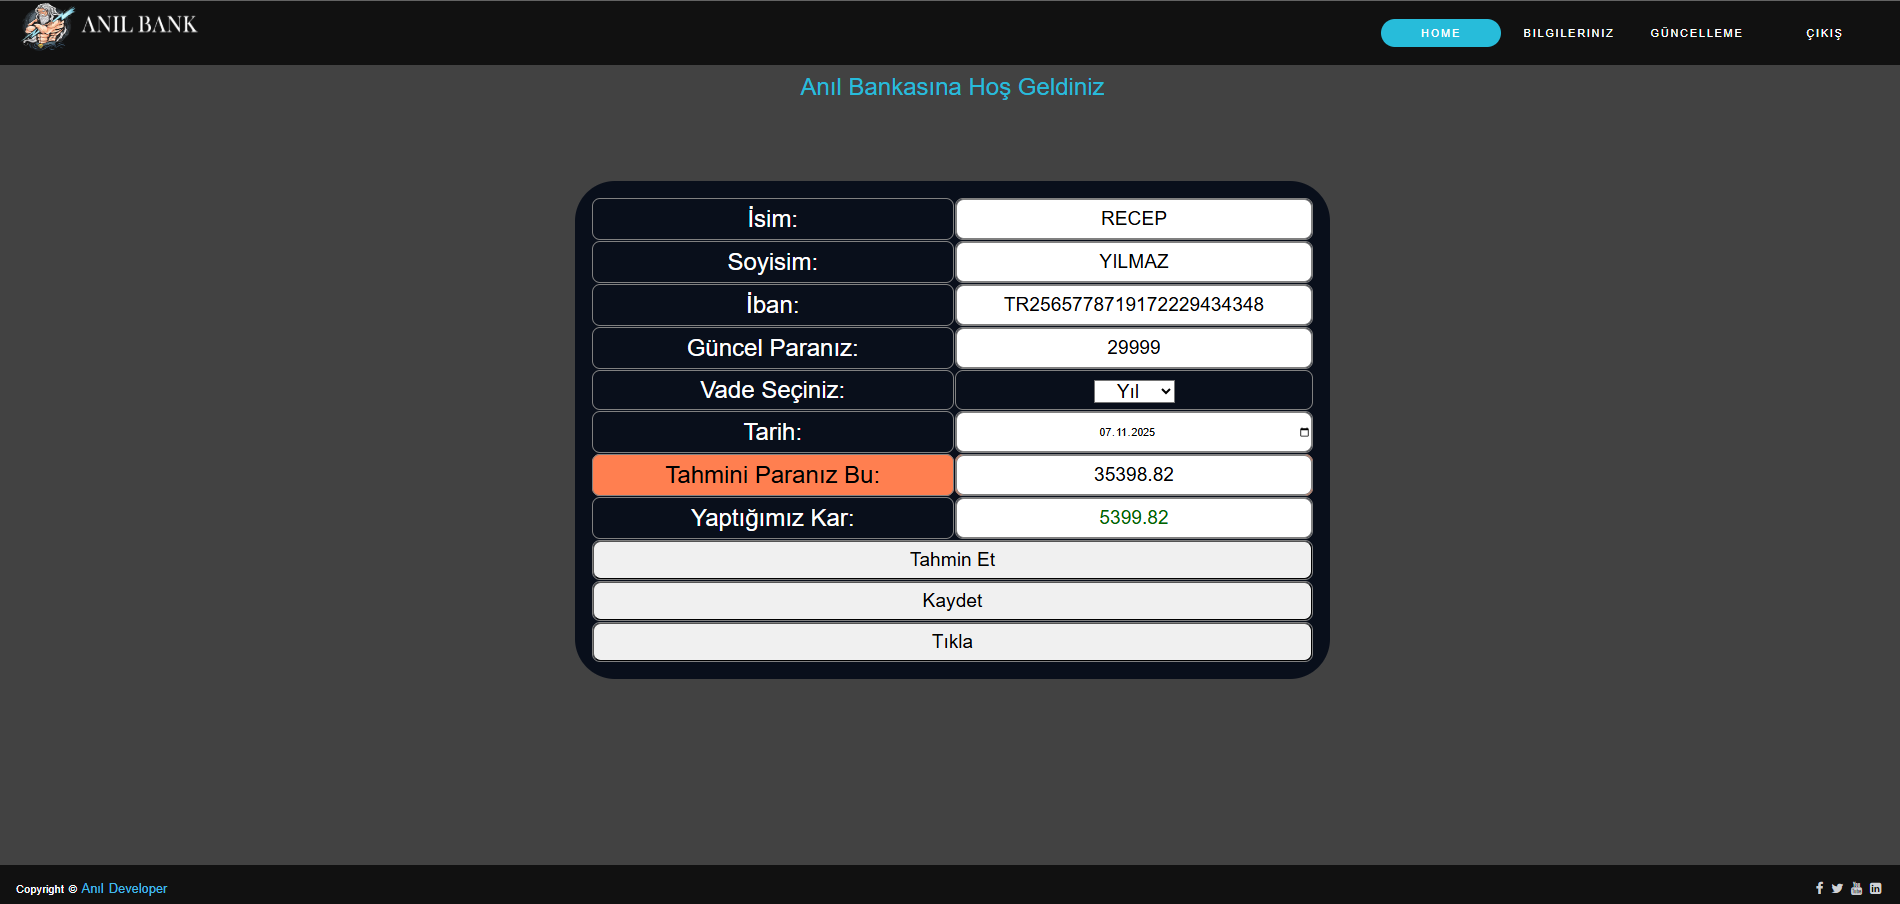 ANIL BANK
HOME BILGILERINIZ GÜNCELLEME ÇIKIŞ
Anıl Bankasına Hoş Geldiniz
İsim: RECEP
Soyisim: YILMAZ
İban: TR2565778719172229434348
Güncel Paranız: 29999
Vade Seçiniz: Yıl
Tarih: 07.11.2025
Tahmini Paranız Bu: 35398.82
Yaptığımız Kar: 5399.82
Tahmin Et
Kaydet
Tıkla
Copyright © Anıl Developer